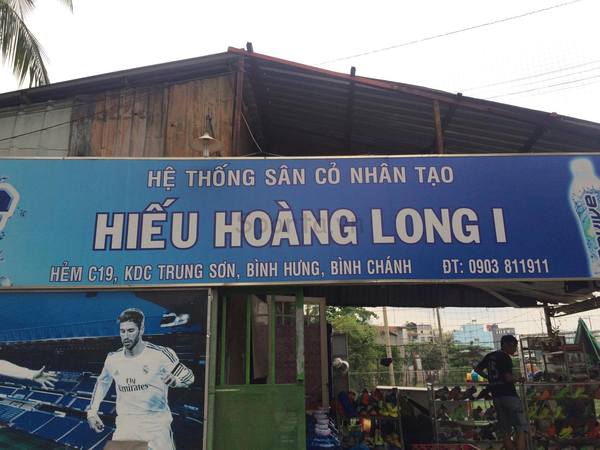 HỆ THỐNG SÂN CỎ NHÂN TẠO
HIẾU HOÀNG LONG I
HẺM C19, KDC TRUNG SƠN, BÌNH HƯNG, BÌNH CHÁNH ĐT: 0903 811911
revive
Fly
Emirates